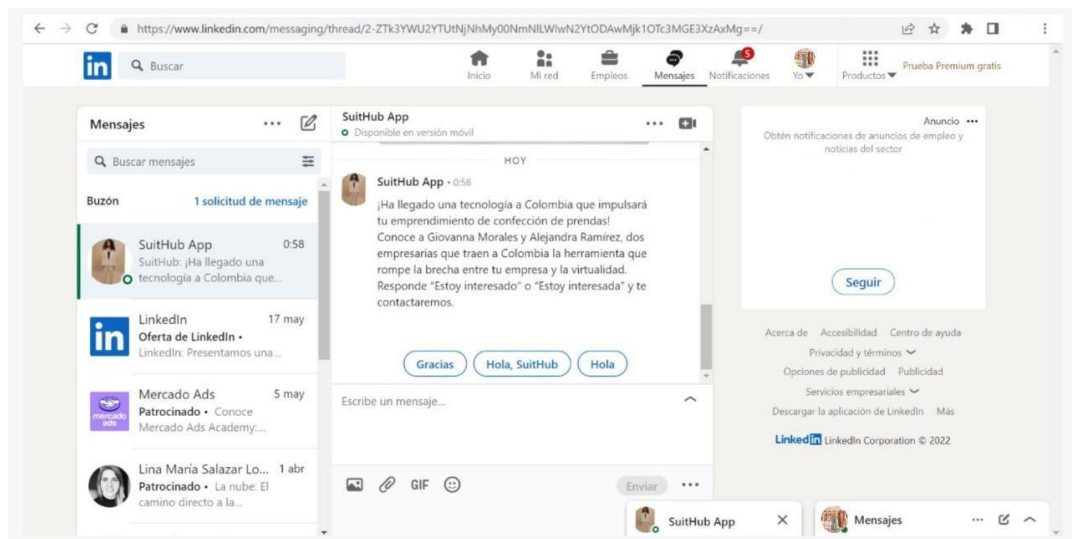 https://www.linkedin.com/messaging/thread/2-ZTk3YWU2YTUtNjNhMy00NmNlLWIwN2YtODAwMjk1OTc3MGE3XzAxMg==/
in
Buscar
Inicio
Mi red
Empleos
Mensajes
5
Notificaciones
Yo
Productos
Prueba Premium gratis
Mensajes
Buscar mensajes
Buzón
1 solicitud de mensaje
SuitHub App 0:58
SuitHub: ¡Ha llegado una
tecnología a Colombia que...
in
LinkedIn 17 may
Oferta de LinkedIn •
LinkedIn: Presentamos una...
mercado
ads
Mercado Ads 5 may
Patrocinado • Conoce
Mercado Ads Academy:...
Lina María Salazar Lo... 1 abr
Patrocinado • La nube: El
camino directo a la...
SuitHub App
Disponible en versión móvil
HOY
SuitHub App • 0:58
¡Ha llegado una tecnología a Colombia que impulsará
tu emprendimiento de confección de prendas!
Conoce a Giovanna Morales y Alejandra Ramírez, dos
empresarias que traen a Colombia la herramienta que
rompe la brecha entre tu empresa y la virtualidad.
Responde "Estoy interesado" o "Estoy interesada" y te
contactaremos.
Gracias
Hola, SuitHub
Hola
Escribe un mensaje...
GIF
Enviar
Anuncio
Obtén notificaciones de anuncios de empleo y
noticias del sector
Seguir
Acerca de Accesibilidad Centro de ayuda
Privacidad y términos
Opciones de publicidad Publicidad
Servicios empresariales
Descargar la aplicación de LinkedIn Más
LinkedIn LinkedIn Corporation © 2022
SuitHub App
Mensajes